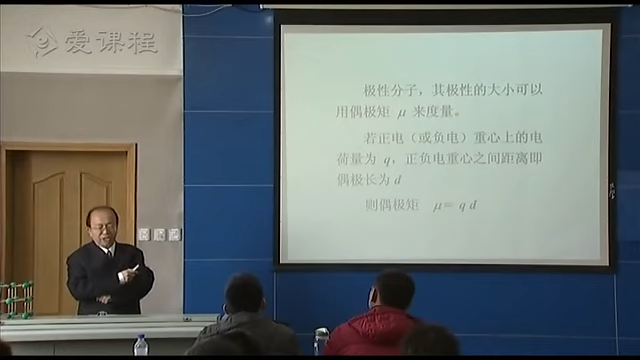 爱课程
极性分子，其极性的大小可以
用偶极矩 μ 来度量。
若正电（或负电）重心上的电
荷量为 q，正负电重心之间距离即
偶极长为 d
则偶极矩 μ = q d